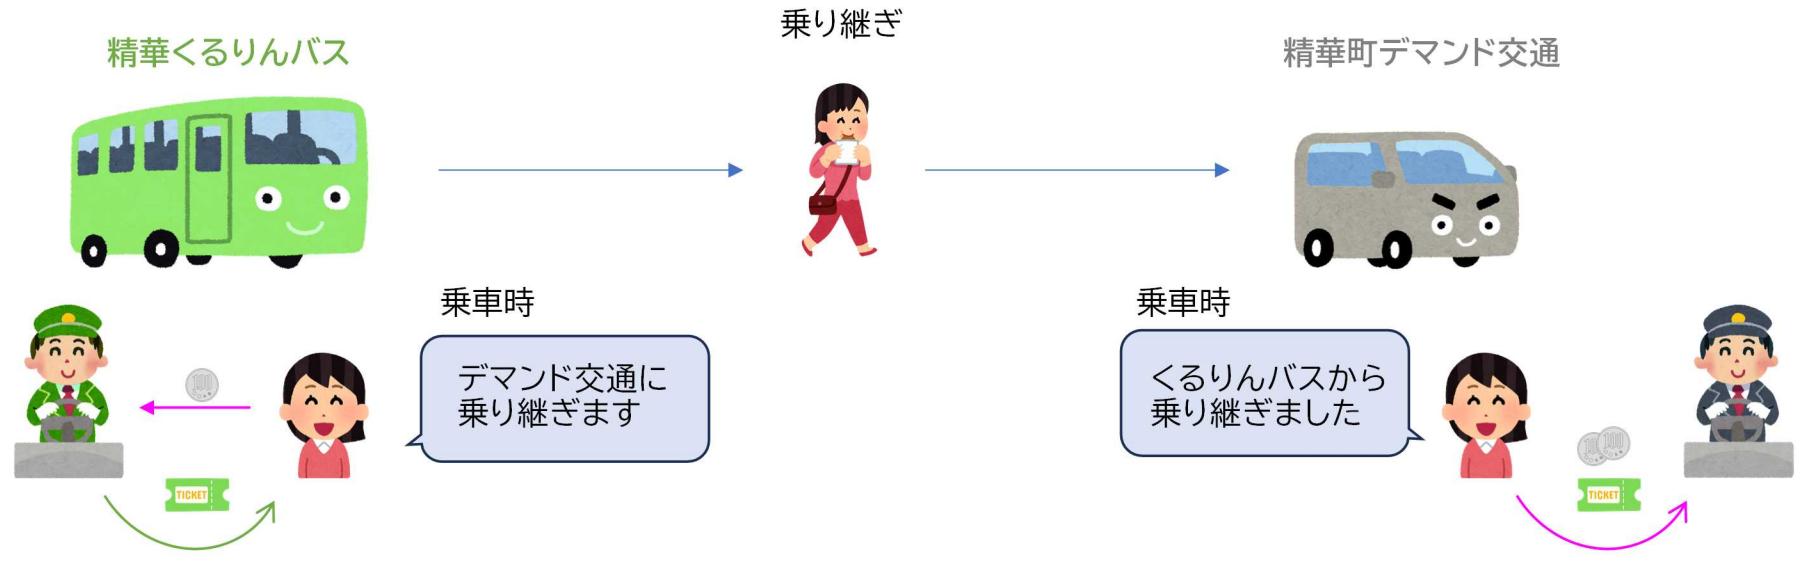 乗り継ぎ
精華くるりんバス
精華町デマンド交通
乗車時
デマンド交通に
乗り継ぎます
100
TICKET
乗車時
くるりんバスから
乗り継ぎました
100
100
TICKET